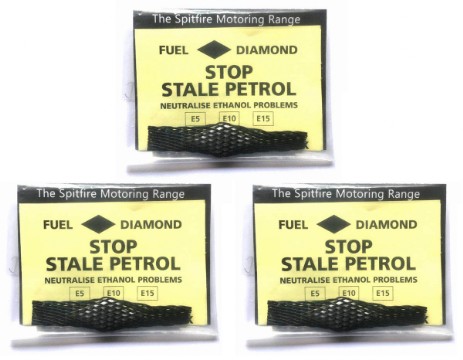 The Spitfire Motoring Range
FUEL DIAMOND
STOP
STALE PETROL
NEUTRALISE ETHANOL PROBLEMS
E5 E10 E15
The Spitfire Motoring Range
FUEL DIAMOND
STOP
STALE PETROL
NEUTRALISE ETHANOL PROBLEMS
E5 E10 E15
The Spitfire Motoring Range
FUEL DIAMOND
STOP
STALE PETROL
NEUTRALISE ETHANOL PROBLEMS
E5 E10 E15